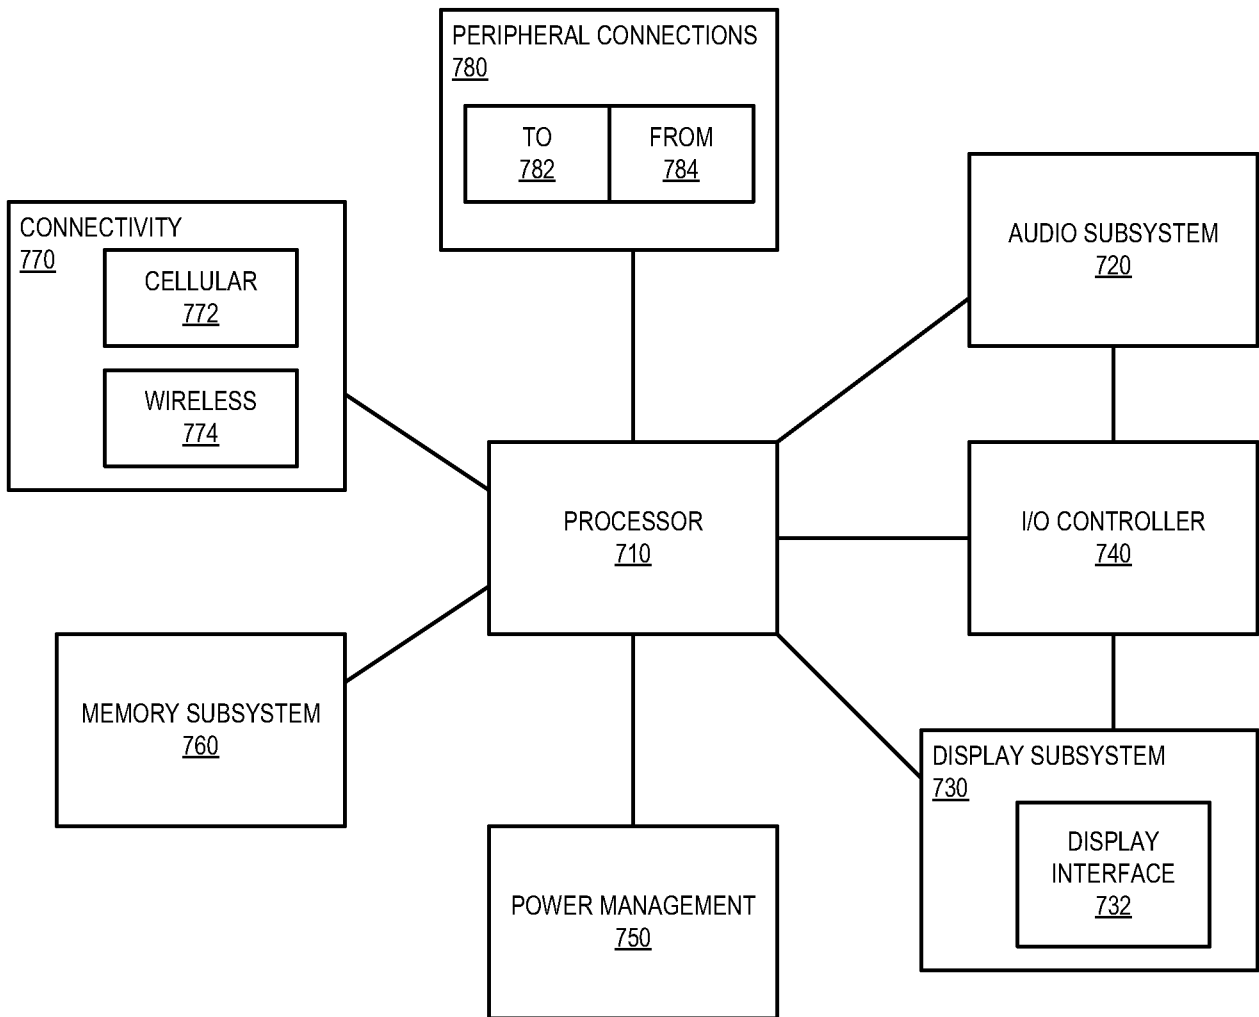 PERIPHERAL CONNECTIONS
780
TO
782
FROM
784
CONNECTIVITY
770
CELLULAR
772
WIRELESS
774
AUDIO SUBSYSTEM
720
PROCESSOR
710
I/O CONTROLLER
740
MEMORY SUBSYSTEM
760
POWER MANAGEMENT
750
DISPLAY SUBSYSTEM
730
DISPLAY
INTERFACE
732